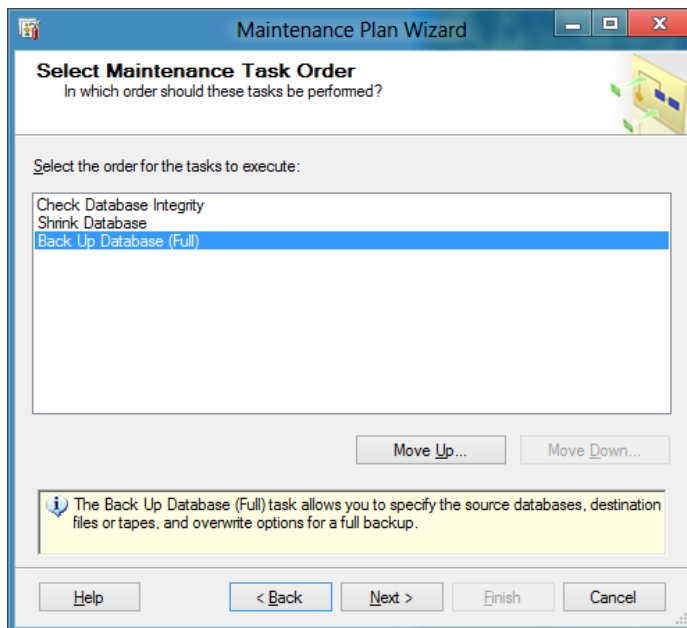 Maintenance Plan Wizard
Select Maintenance Task Order
In which order should these tasks be performed?
Select the order for the tasks to execute:
Check Database Integrity
Shrink Database
Back Up Database (Full)
Move Up...
Move Down...
The Back Up Database (Full) task allows you to specify the source databases, destination
files or tapes, and overwrite options for a full backup.
Help
< Back
Next >
Finish
Cancel